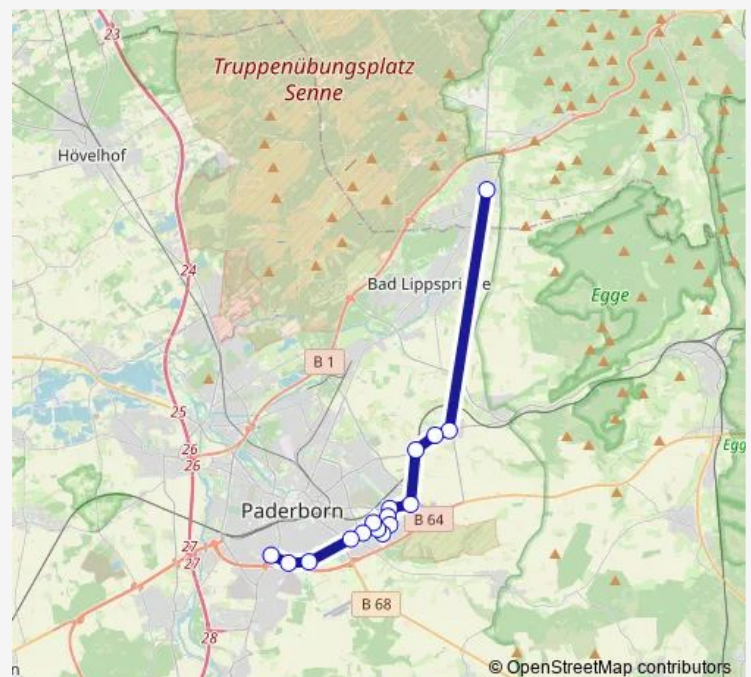 23
Truppenübungsplatz
Senne
Hövelhof
24
Bad Lippspri e
Egge
B 1
25
26
26
Egg
Paderborn
B 64
27
27
B 68
28
n
© OpenStreetMap contributors